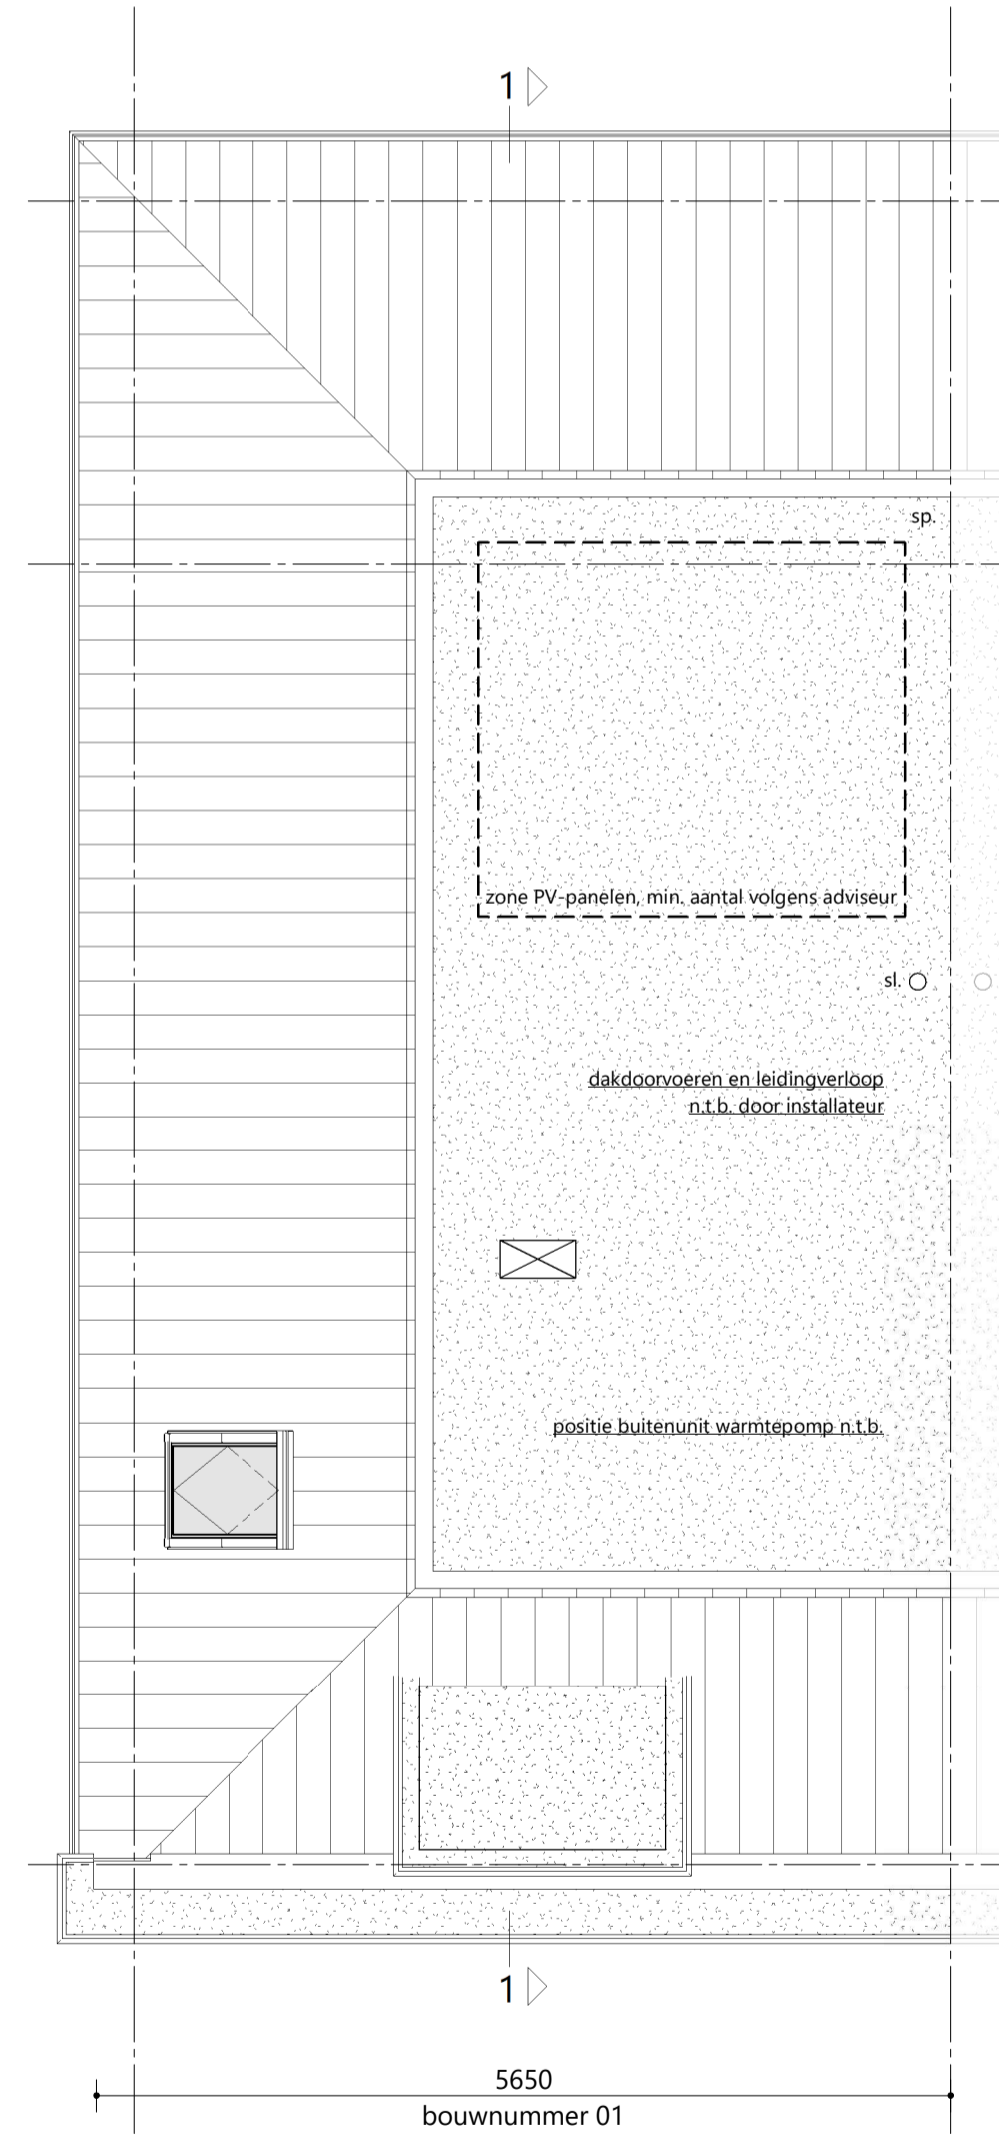 1
sp.
zone PV-panelen, min. aantal volgens adviseur
sl.
dakdoorvoeren en leidingverloop
n.t.b. door installateur
positie buitenunit warmtepomp n.t.b.
1
5650
bouwnummer 01